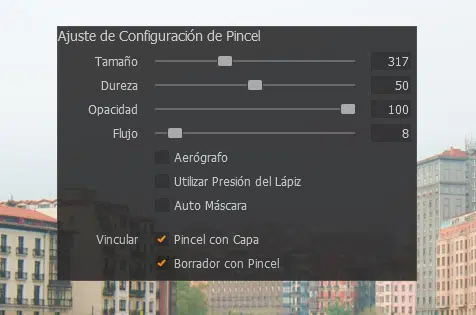 Ajuste de Configuración de Pincel
Tamaño 317
Dureza 50
Opacidad 100
Flujo 8
Aerógrafo
Utilizar Presión del Lápiz
Auto Máscara
Vincular Pincel con Capa
Borrador con Pincel